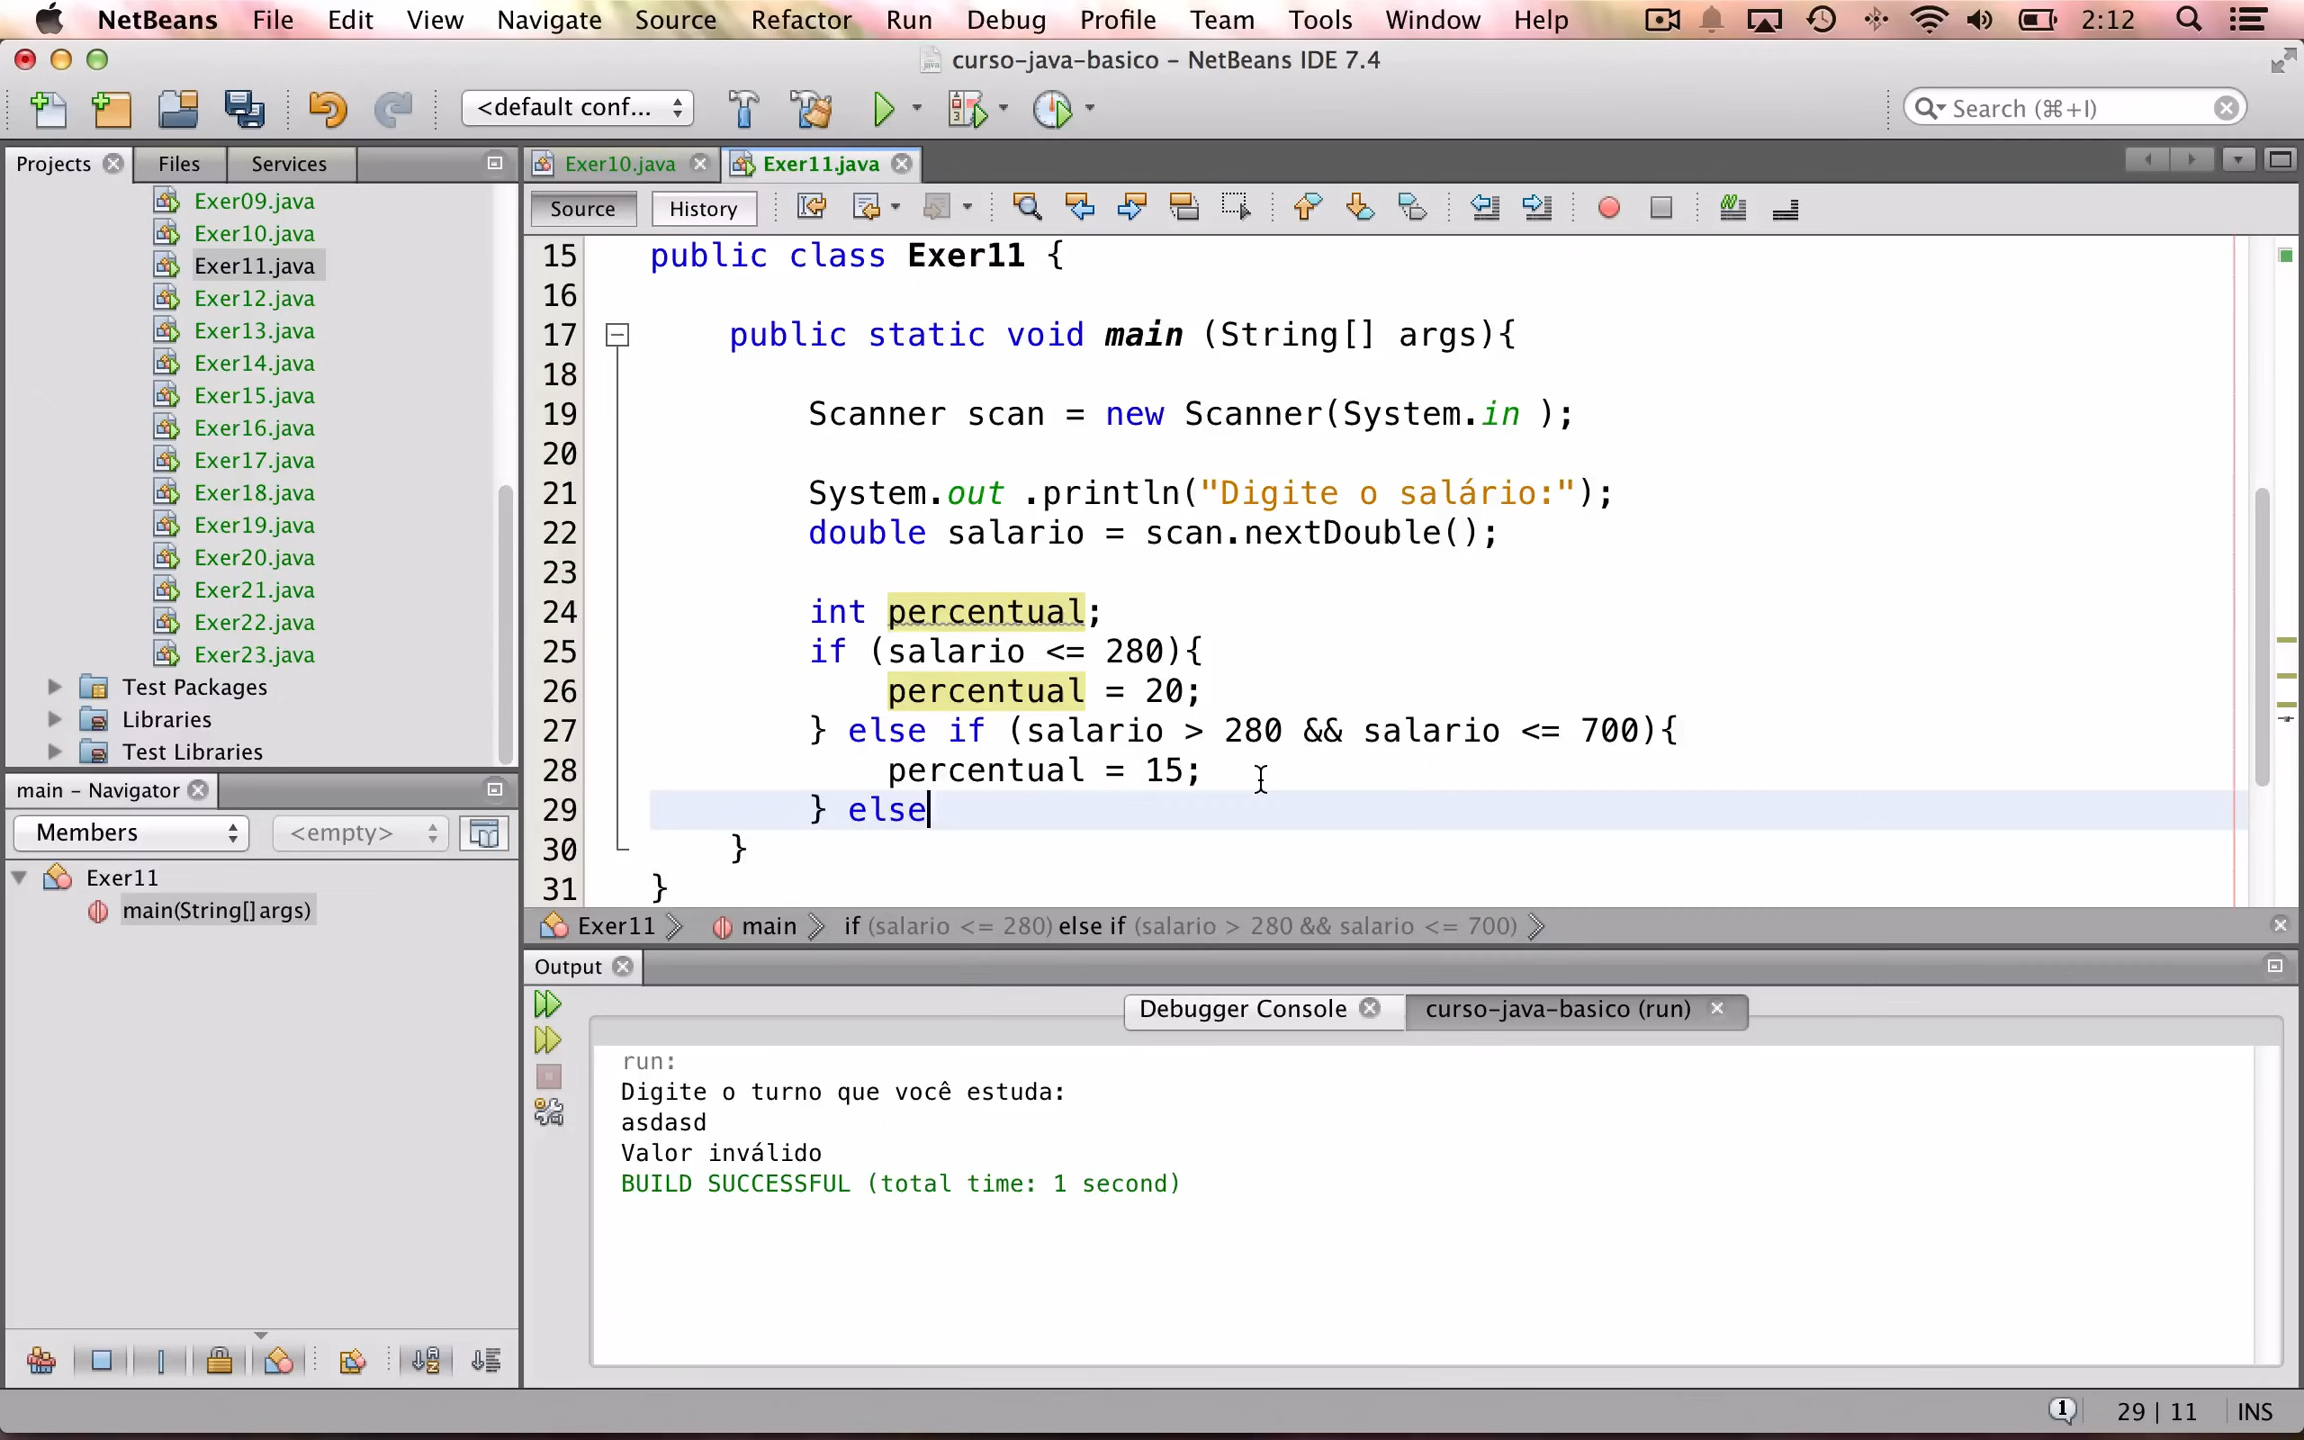 NetBeans File Edit View Navigate Source Refactor Run Debug Profile Team Tools Window Help 2:12
curso-java-basico – NetBeans IDE 7.4
<default conf... Search (⌘+I)
Projects Files Services
Exer09.java
Exer10.java
Exer11.java
Exer12.java
Exer13.java
Exer14.java
Exer15.java
Exer16.java
Exer17.java
Exer18.java
Exer19.java
Exer20.java
Exer21.java
Exer22.java
Exer23.java
Test Packages
Libraries
Test Libraries
main – Navigator
Members <empty>
Exer11
main(String[] args)
Exer10.java Exer11.java
Source History
15 public class Exer11 {
16
17 public static void main (String[] args){
18
19 Scanner scan = new Scanner(System.in );
20
21 System.out .println("Digite o salário:");
22 double salario = scan.nextDouble();
23
24 int percentual;
25 if (salario <= 280){
26 percentual = 20;
27 } else if (salario > 280 && salario <= 700){
28 percentual = 15;
29 } else
30 }
31 }
Exer11 main if (salario <= 280) else if (salario > 280 && salario <= 700)
Output
Debugger Console curso-java-basico (run)
run:
Digite o turno que você estuda:
asdasd
Valor inválido
BUILD SUCCESSFUL (total time: 1 second)
1 29 | 11 INS